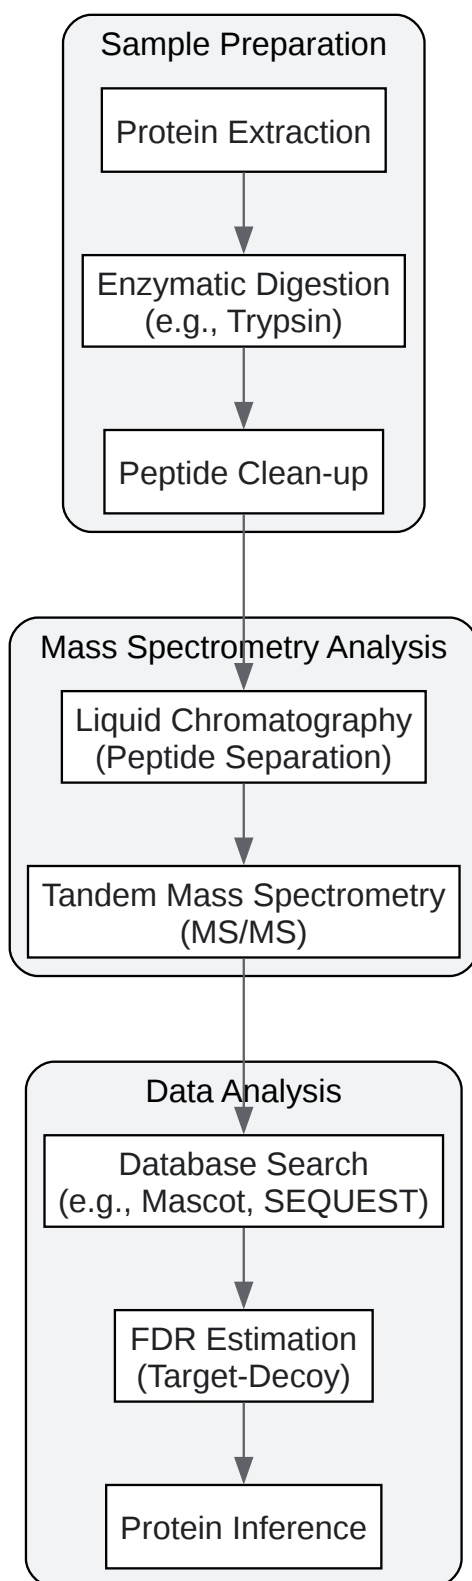 Sample Preparation
Protein Extraction
Enzymatic Digestion
(e.g., Trypsin)
Peptide Clean-up
Mass Spectrometry Analysis
Liquid Chromatography
(Peptide Separation)
Tandem Mass Spectrometry
(MS/MS)
Data Analysis
Database Search
(e.g., Mascot, SEQUEST)
FDR Estimation
(Target-Decoy)
Protein Inference